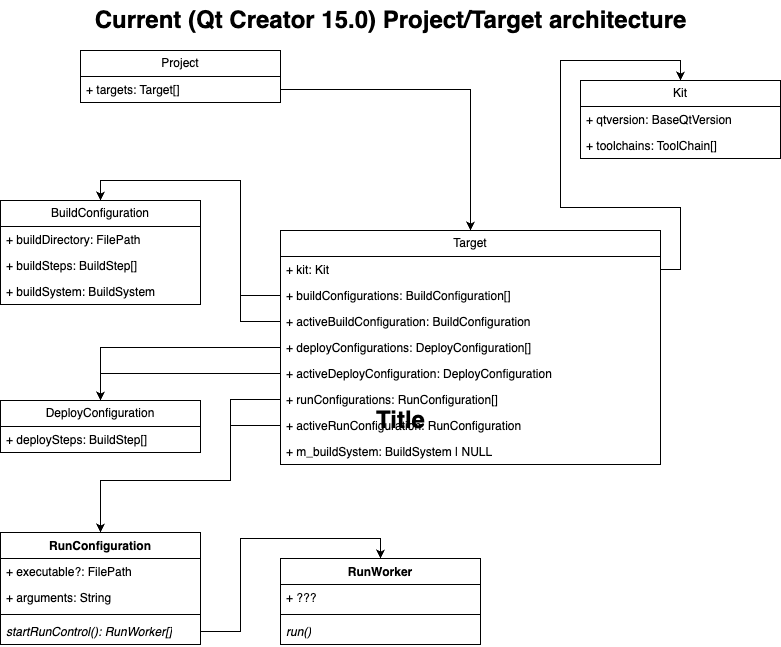 Current (Qt Creator 15.0) Project/Target architecture
Project
+ targets: Target[]
Kit
+ qtversion: BaseQtVersion
+ toolchains: ToolChain[]
BuildConfiguration
+ buildDirectory: FilePath
+ buildSteps: BuildStep[]
+ buildSystem: BuildSystem
Target
+ kit: Kit
+ buildConfigurations: BuildConfiguration[]
+ activeBuildConfiguration: BuildConfiguration
+ deployConfigurations: DeployConfiguration[]
+ activeDeployConfiguration: DeployConfiguration
+ runConfigurations: RunConfiguration[]
Title
+ activeRunConfiguration: RunConfiguration
+ m_buildSystem: BuildSystem | NULL
DeployConfiguration
+ deploySteps: BuildStep[]
RunConfiguration
+ executable?: FilePath
+ arguments: String
startRunControl(): RunWorker[]
RunWorker
+ ???
run()